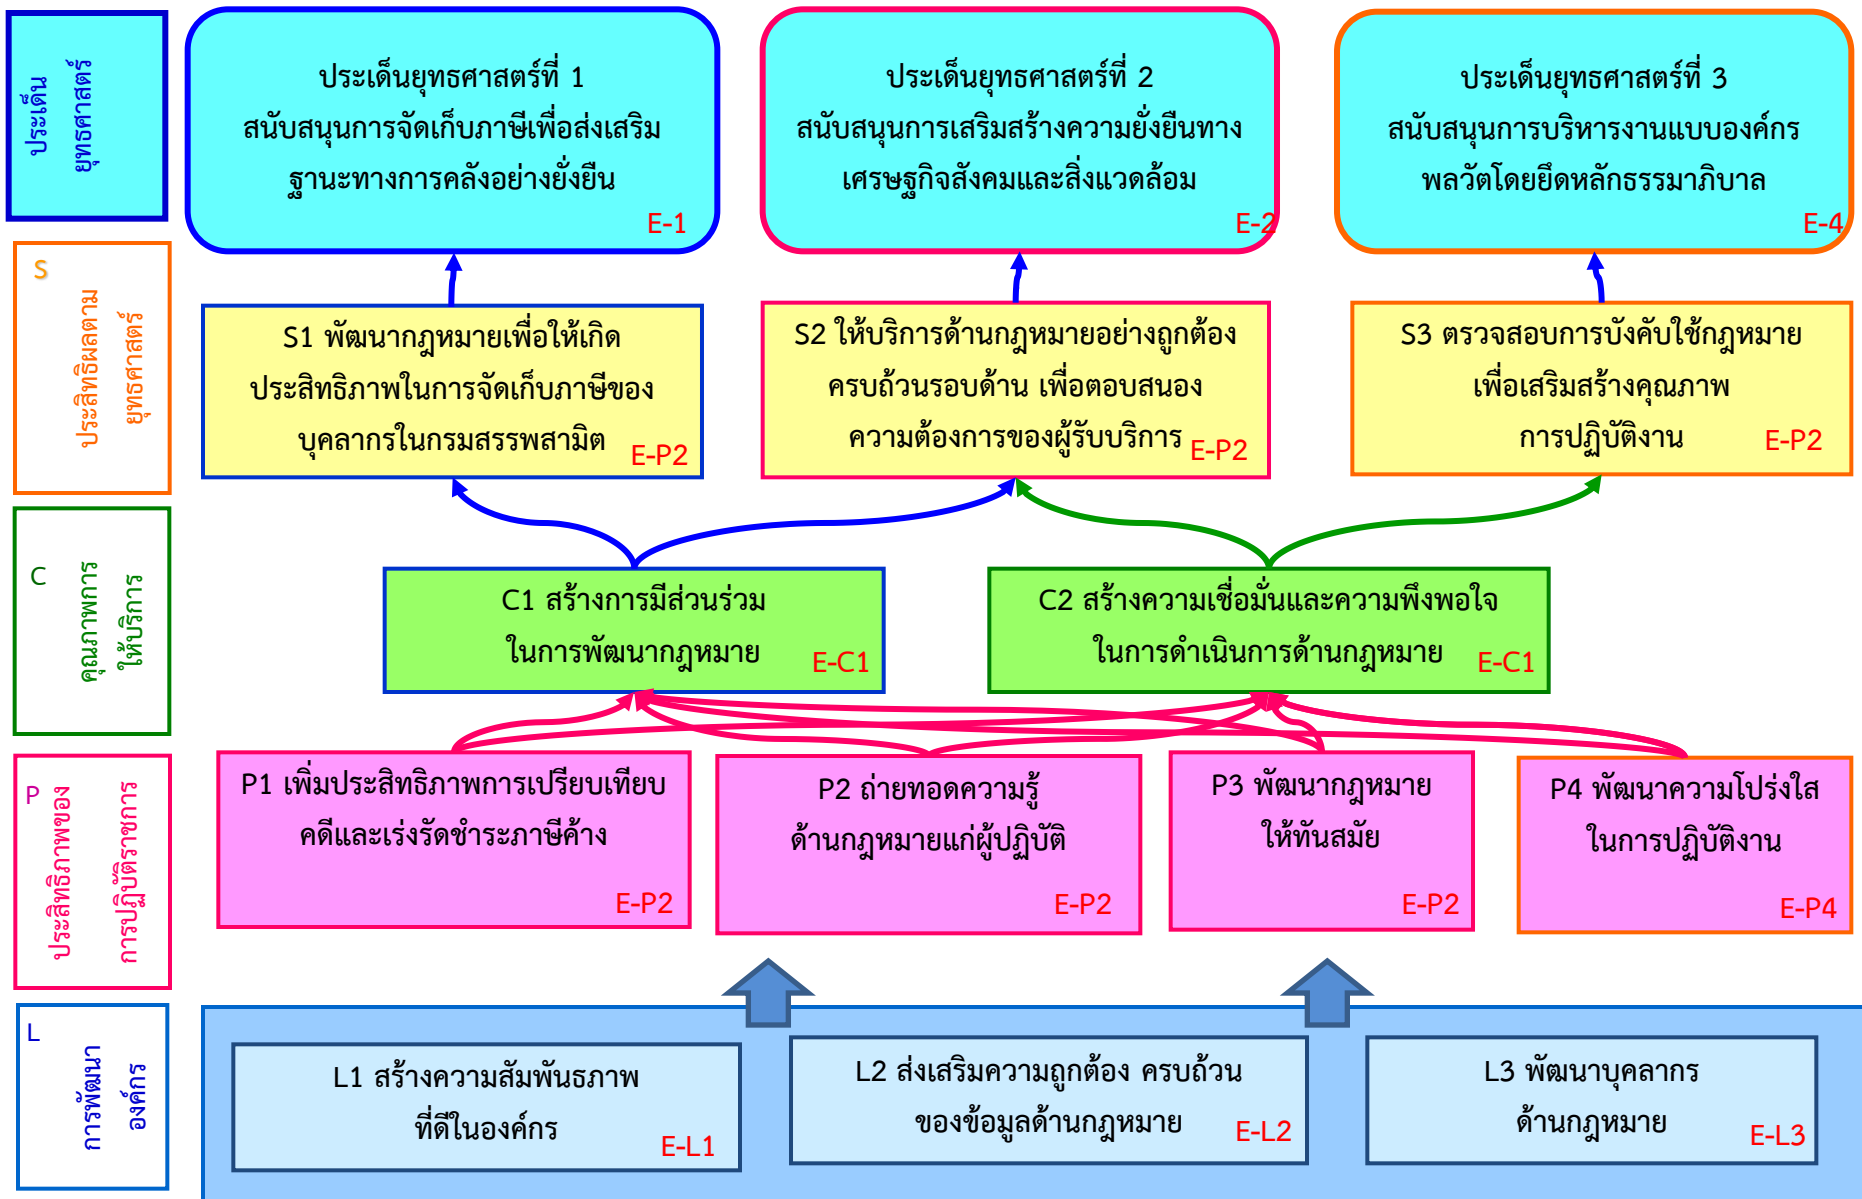 ประเด็น
ยุทธศาสตร์
ประเด็นยุทธศาสตร์ที่ 1
สนับสนุนการจัดเก็บภาษีเพื่อส่งเสริม
ฐานะทางการคลังอย่างยั่งยืน
E-1
ประเด็นยุทธศาสตร์ที่ 2
สนับสนุนการเสริมสร้างความยั่งยืนทาง
เศรษฐกิจสังคมและสิ่งแวดล้อม
E-2
ประเด็นยุทธศาสตร์ที่ 3
สนับสนุนการบริหารงานแบบองค์กร
พลวัตโดยยึดหลักธรรมาภิบาล
E-4
S
ประสิทธิผลตาม
ยุทธศาสตร์
S1 พัฒนากฎหมายเพื่อให้เกิด
ประสิทธิภาพในการจัดเก็บภาษีของ
บุคลากรในกรมสรรพสามิต
E-P2
S2 ให้บริการด้านกฎหมายอย่างถูกต้อง
ครบถ้วนรอบด้าน เพื่อตอบสนอง
ความต้องการของผู้รับบริการ
E-P2
S3 ตรวจสอบการบังคับใช้กฎหมาย
เพื่อเสริมสร้างคุณภาพ
การปฏิบัติงาน
E-P2
C
คุณภาพการ
ให้บริการ
C1 สร้างการมีส่วนร่วม
ในการพัฒนากฎหมาย
E-C1
C2 สร้างความเชื่อมั่นและความพึงพอใจ
ในการดำเนินการด้านกฎหมาย
E-C1
P
ประสิทธิภาพของ
การปฏิบัติราชการ
P1 เพิ่มประสิทธิภาพการเปรียบเทียบ
คดีและเร่งรัดชำระภาษีค้าง
E-P2
P2 ถ่ายทอดความรู้
ด้านกฎหมายแก่ผู้ปฏิบัติ
E-P2
P3 พัฒนากฎหมาย
ให้ทันสมัย
E-P2
P4 พัฒนาความโปร่งใส
ในการปฏิบัติงาน
E-P4
L
การพัฒนา
องค์กร
L1 สร้างความสัมพันธภาพ
ที่ดีในองค์กร
E-L1
L2 ส่งเสริมความถูกต้อง ครบถ้วน
ของข้อมูลด้านกฎหมาย
E-L2
L3 พัฒนาบุคลากร
ด้านกฎหมาย
E-L3